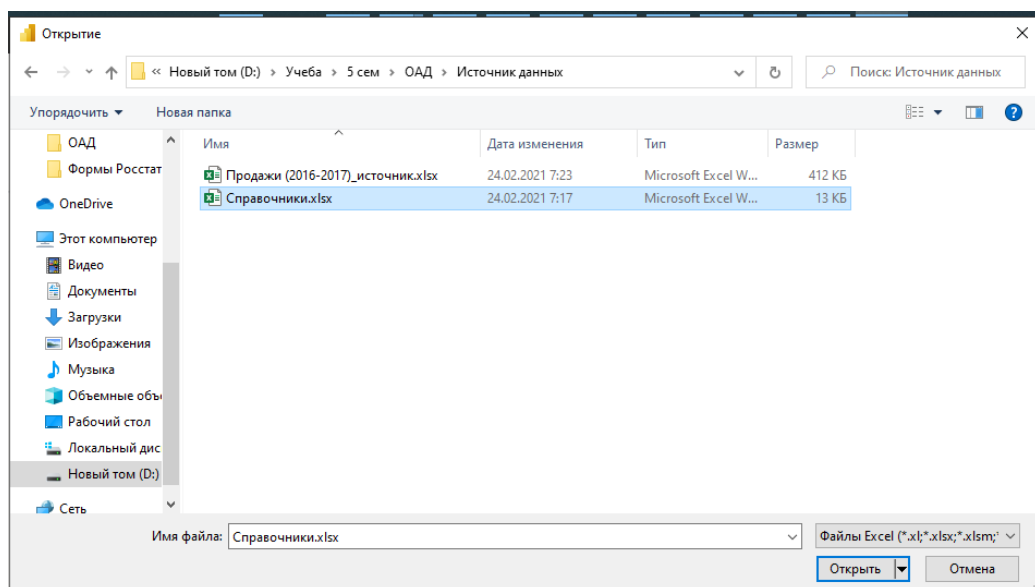 Открытие
« Новый том (D:) › Учеба › 5 сем › ОАД › Источник данных
Поиск: Источник данных
Упорядочить Новая папка
Имя Дата изменения Тип Размер
Продажи (2016-2017)_источник.xlsx 24.02.2021 7:23 Microsoft Excel W... 412 КБ
Справочники.xlsx 24.02.2021 7:17 Microsoft Excel W... 13 КБ
ОАД
Формы Росстат
OneDrive
Этот компьютер
Видео
Документы
Загрузки
Изображения
Музыка
Объемные объ
Рабочий стол
Локальный дис
Новый том (D:)
Сеть
Имя файла: Справочники.xlsx
Файлы Excel (*.xl;*.xlsx;*.xlsm;*
Открыть Отмена